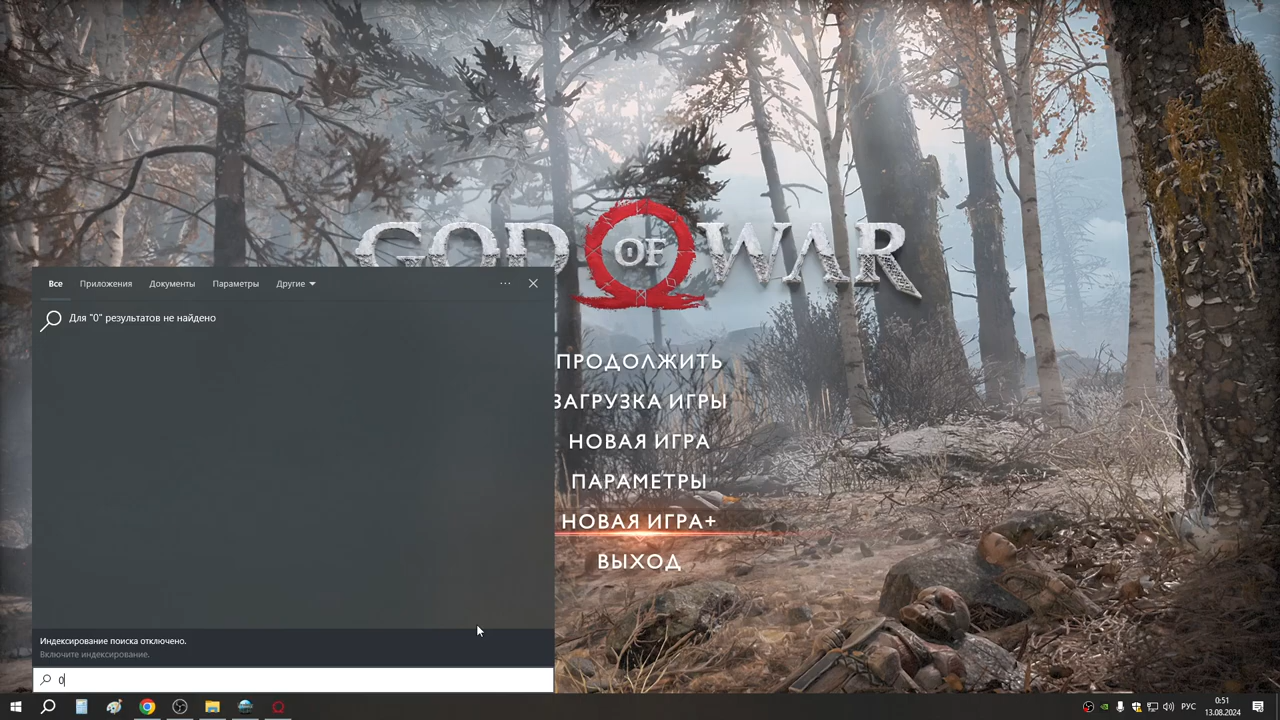 GOD OF WAR
Все Приложения Документы Параметры Другие
Для "0" результатов не найдено
ПРОДОЛЖИТЬ
ЗАГРУЗКА ИГРЫ
НОВАЯ ИГРА
ПАРАМЕТРЫ
НОВАЯ ИГРА+
ВЫХОД
Индексирование поиска отключено.
Включите индексирование.
0
РУС
0:51
13.08.2024